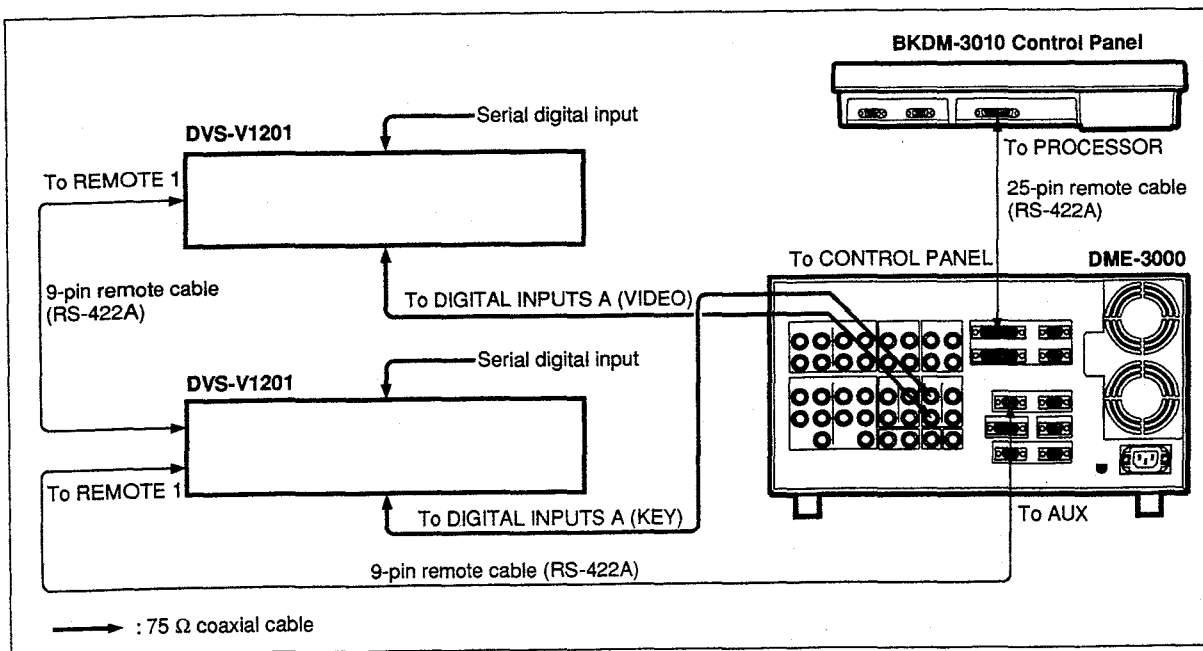 BKDM-3010 Control Panel
Serial digital input
DVS-V1201
To REMOTE 1
To PROCESSOR
25-pin remote cable
(RS-422A)
To CONTROL PANEL
DME-3000
9-pin remote cable
(RS-422A)
To DIGITAL INPUTS A (VIDEO)
Serial digital input
DVS-V1201
To REMOTE 1
To DIGITAL INPUTS A (KEY)
To AUX
9-pin remote cable (RS-422A)
: 75 Ω coaxial cable